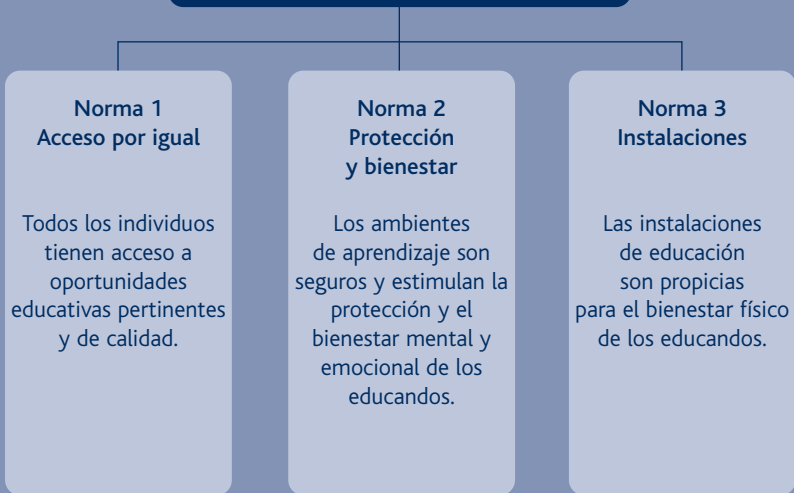 Norma 1
Acceso por igual
Todos los individuos
tienen acceso a
oportunidades
educativas pertinentes
y de calidad.
Norma 2
Protección
y bienestar
Los ambientes
de aprendizaje son
seguros y estimulan la
protección y el
bienestar mental y
emocional de los
educandos.
Norma 3
Instalaciones
Las instalaciones
de educación
son propicias
para el bienestar físico
de los educandos.